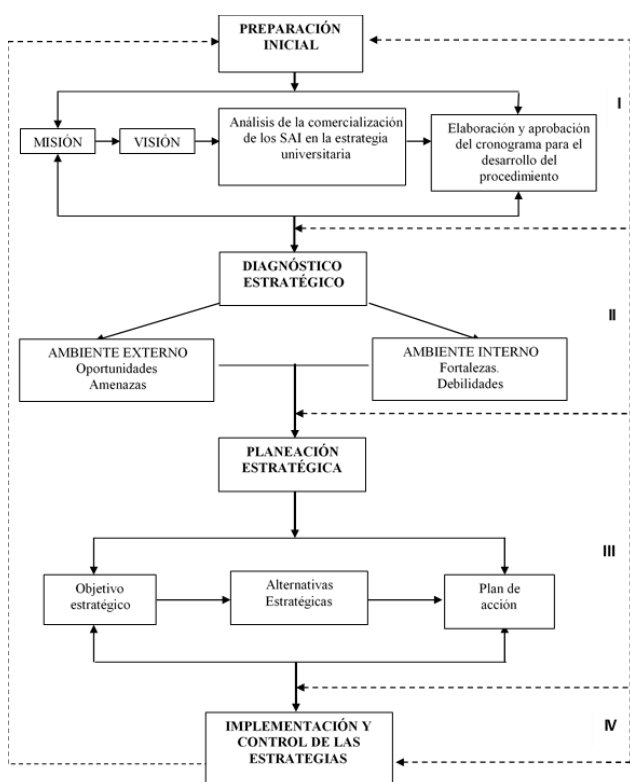 PREPARACIÓN
INICIAL
I
MISIÓN
VISIÓN
Análisis de la comercialización
de los SAI en la estrategia
universitaria
Elaboración y aprobación
del cronograma para el
desarrollo del
procedimiento
DIAGNÓSTICO
ESTRATÉGICO
II
AMBIENTE EXTERNO
Oportunidades
Amenazas
AMBIENTE INTERNO
Fortalezas.
Debilidades
PLANEACIÓN
ESTRATÉGICA
III
Objetivo
estratégico
Alternativas
Estratégicas
Plan de
acción
IMPLEMENTACIÓN Y
CONTROL DE LAS
ESTRATEGIAS
IV